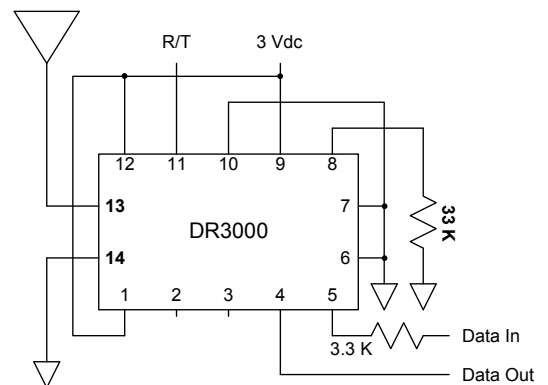 R/T 3 Vdc
12 11 10 9 8
13
7
33 K
DR3000
14
6
1 2 3 4 5
Data In
3.3 K
Data Out